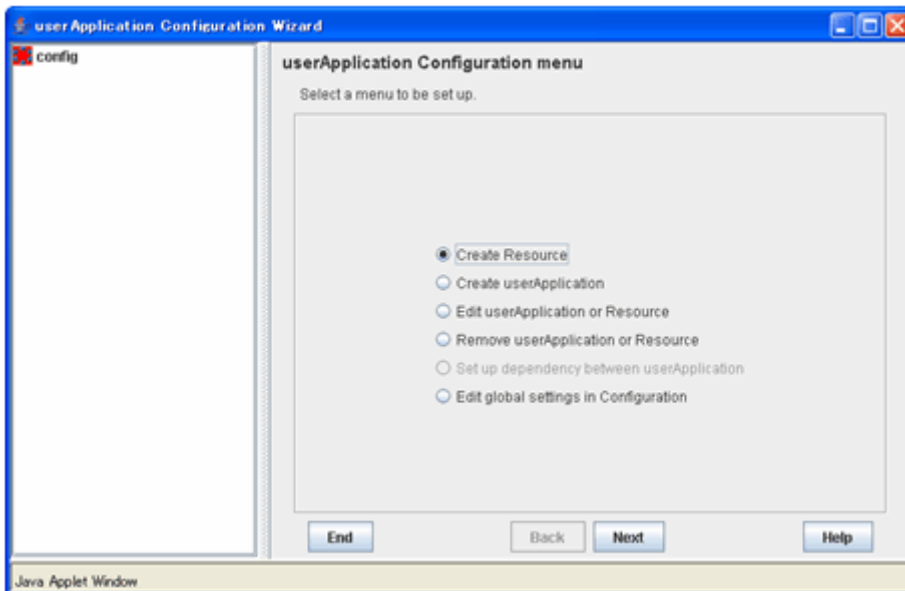 userApplication Configuration Wizard
config
userApplication Configuration menu
Select a menu to be set up.
Create Resource
Create userApplication
Edit userApplication or Resource
Remove userApplication or Resource
Set up dependency between userApplication
Edit global settings in Configuration
End Back Next Help
Java Applet Window